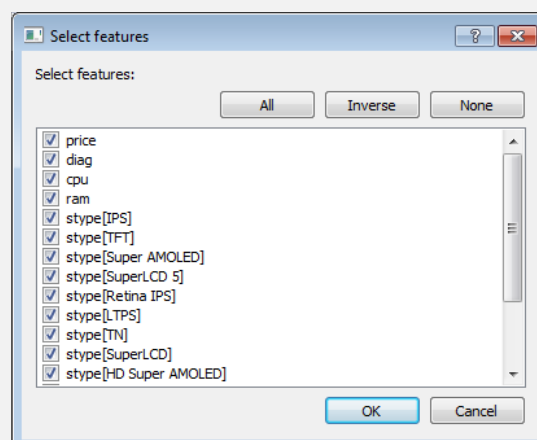 Select features
Select features:
All Inverse None
price
diag
cpu
ram
stype[IPS]
stype[TFT]
stype[Super AMOLED]
stype[SuperLCD 5]
stype[Retina IPS]
stype[LTPS]
stype[TN]
stype[SuperLCD]
stype[HD Super AMOLED]
OK Cancel